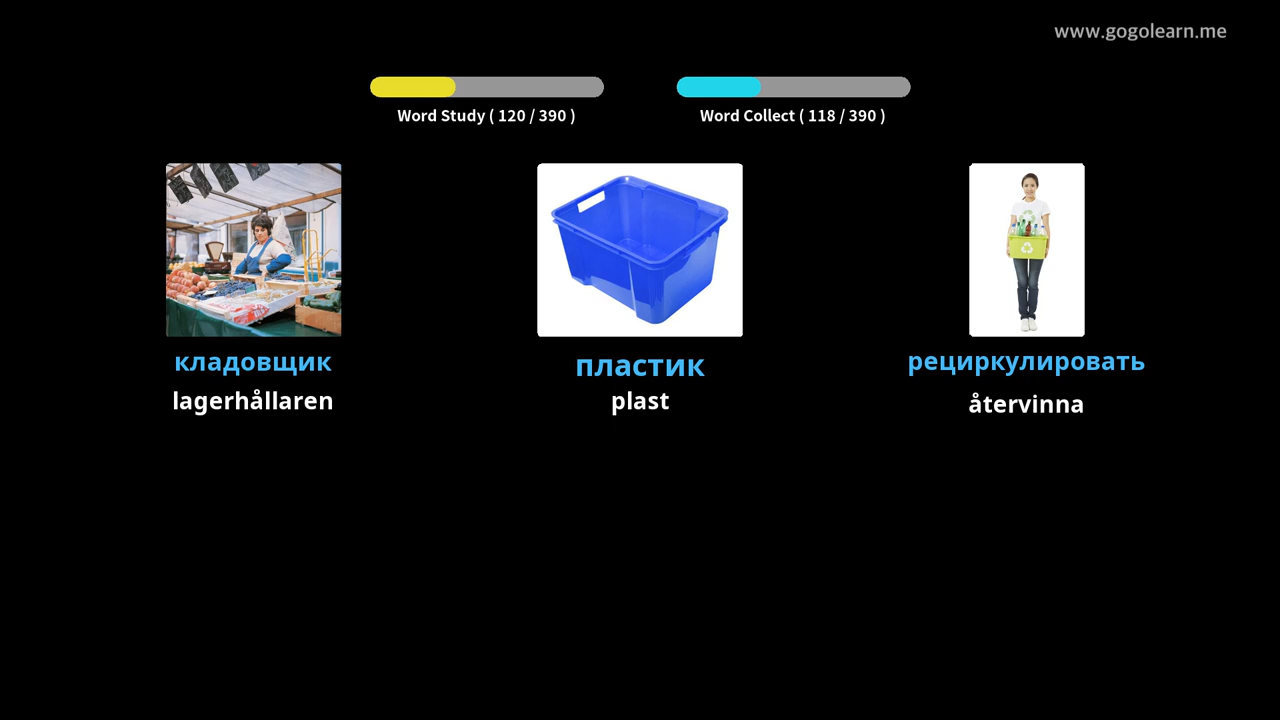 www.gogolearn.me
Word Study ( 120 / 390 )
Word Collect ( 118 / 390 )
кладовщик
lagerhållaren
пластик
plast
рециркулировать
återvinna